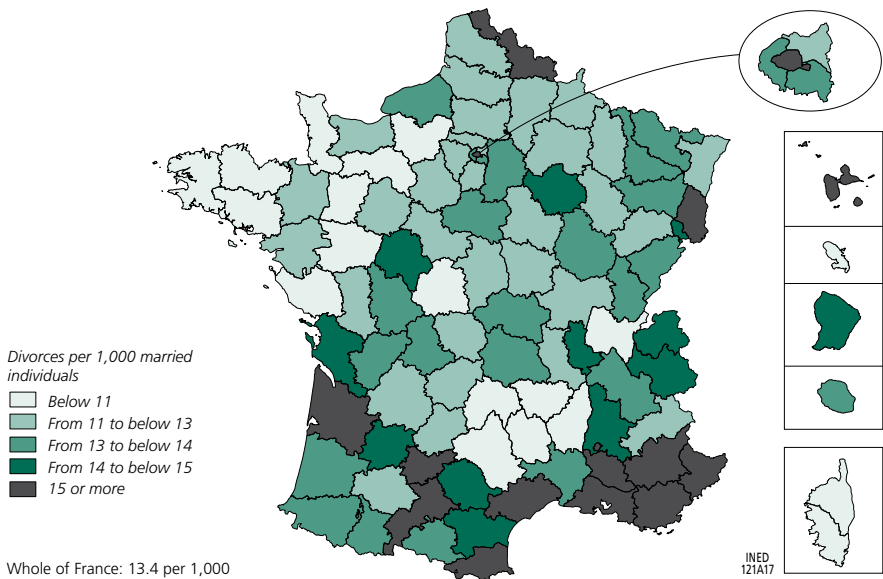 Divorces per 1,000 married
individuals
Below 11
From 11 to below 13
From 13 to below 14
From 14 to below 15
15 or more
Whole of France: 13.4 per 1,000
INED
121A17